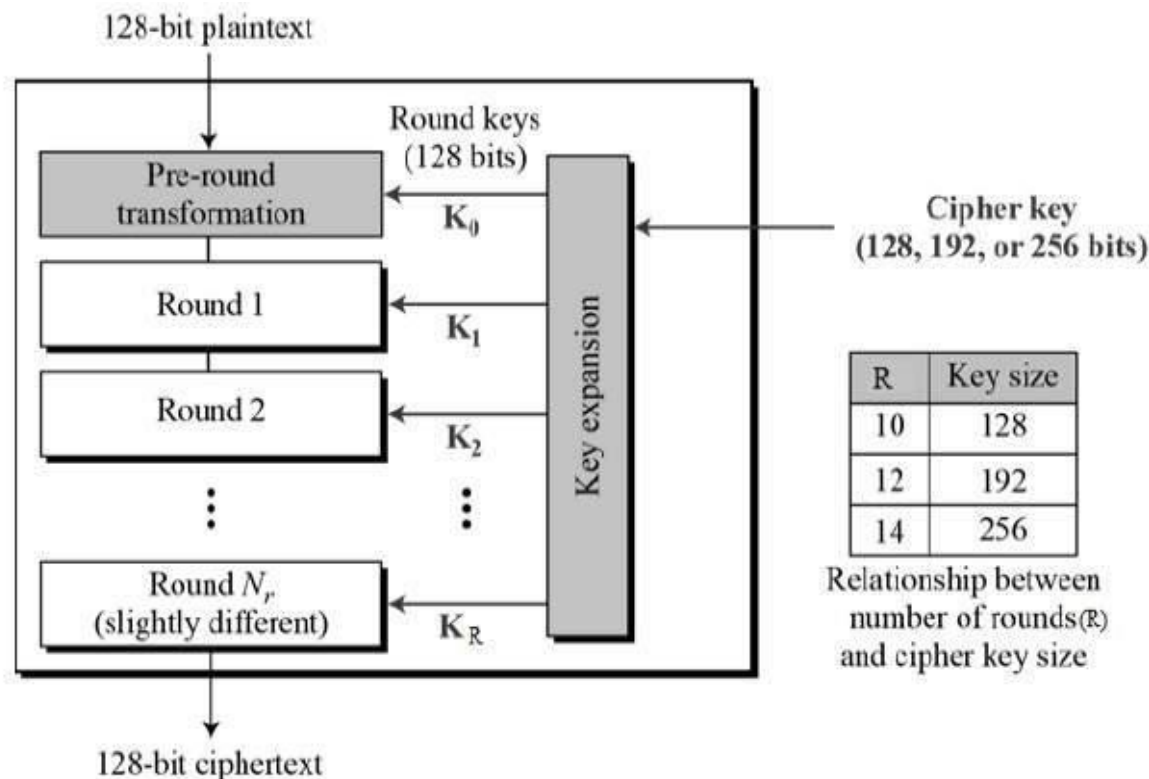 128-bit plaintext
Round keys
(128 bits)
Pre-round
transformation
K₀
Cipher key
(128, 192, or 256 bits)
Round 1
K₁
Round 2
K₂
Key expansion
R Key size
10 128
12 192
14 256
Relationship between
number of rounds(R)
and cipher key size
Round Nᵣ
(slightly different)
K_R
128-bit ciphertext